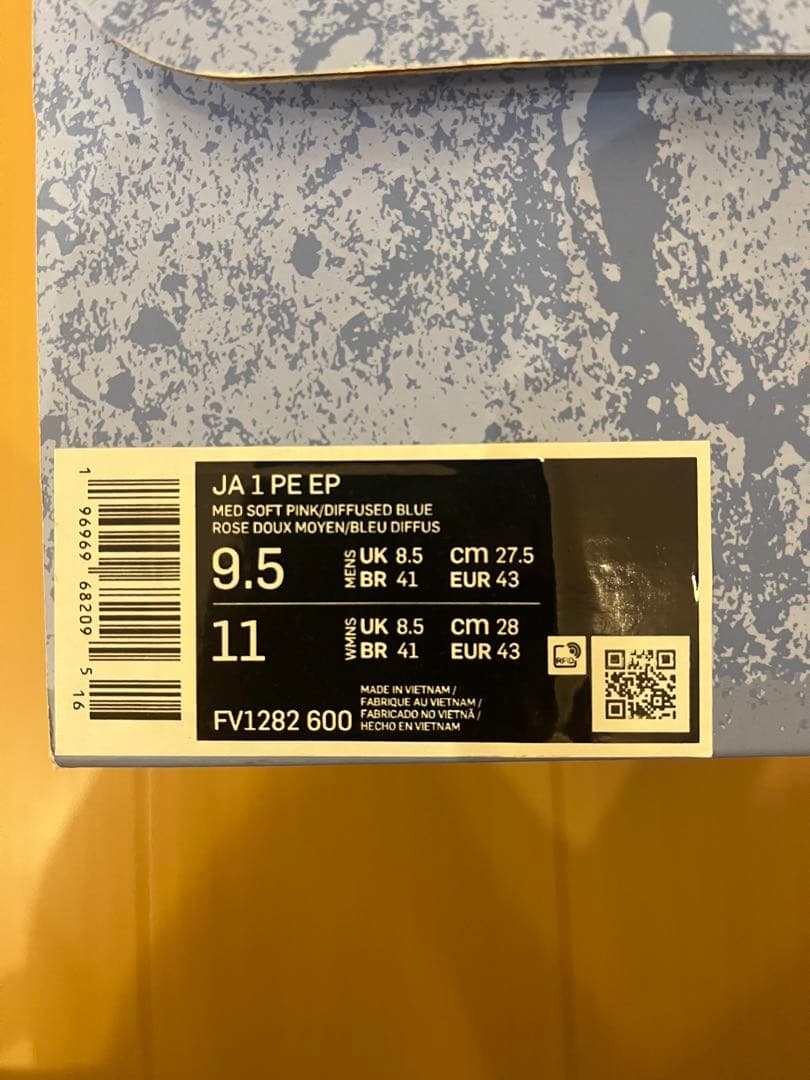 JA 1 PE EP
MED SOFT PINK/DIFFUSED BLUE
ROSE DOUX MOYEN/BLEU DIFFUS
9.5 MENS UK 8.5 cm 27.5
BR 41 EUR 43
11 WMNS UK 8.5 cm 28
BR 41 EUR 43
FV1282 600
MADE IN VIETNAM /
FABRIQUE AU VIETNAM /
FABRICADO NO VIETNÃ /
HECHO EN VIETNAM
RFID
1 96969 68209 5 16